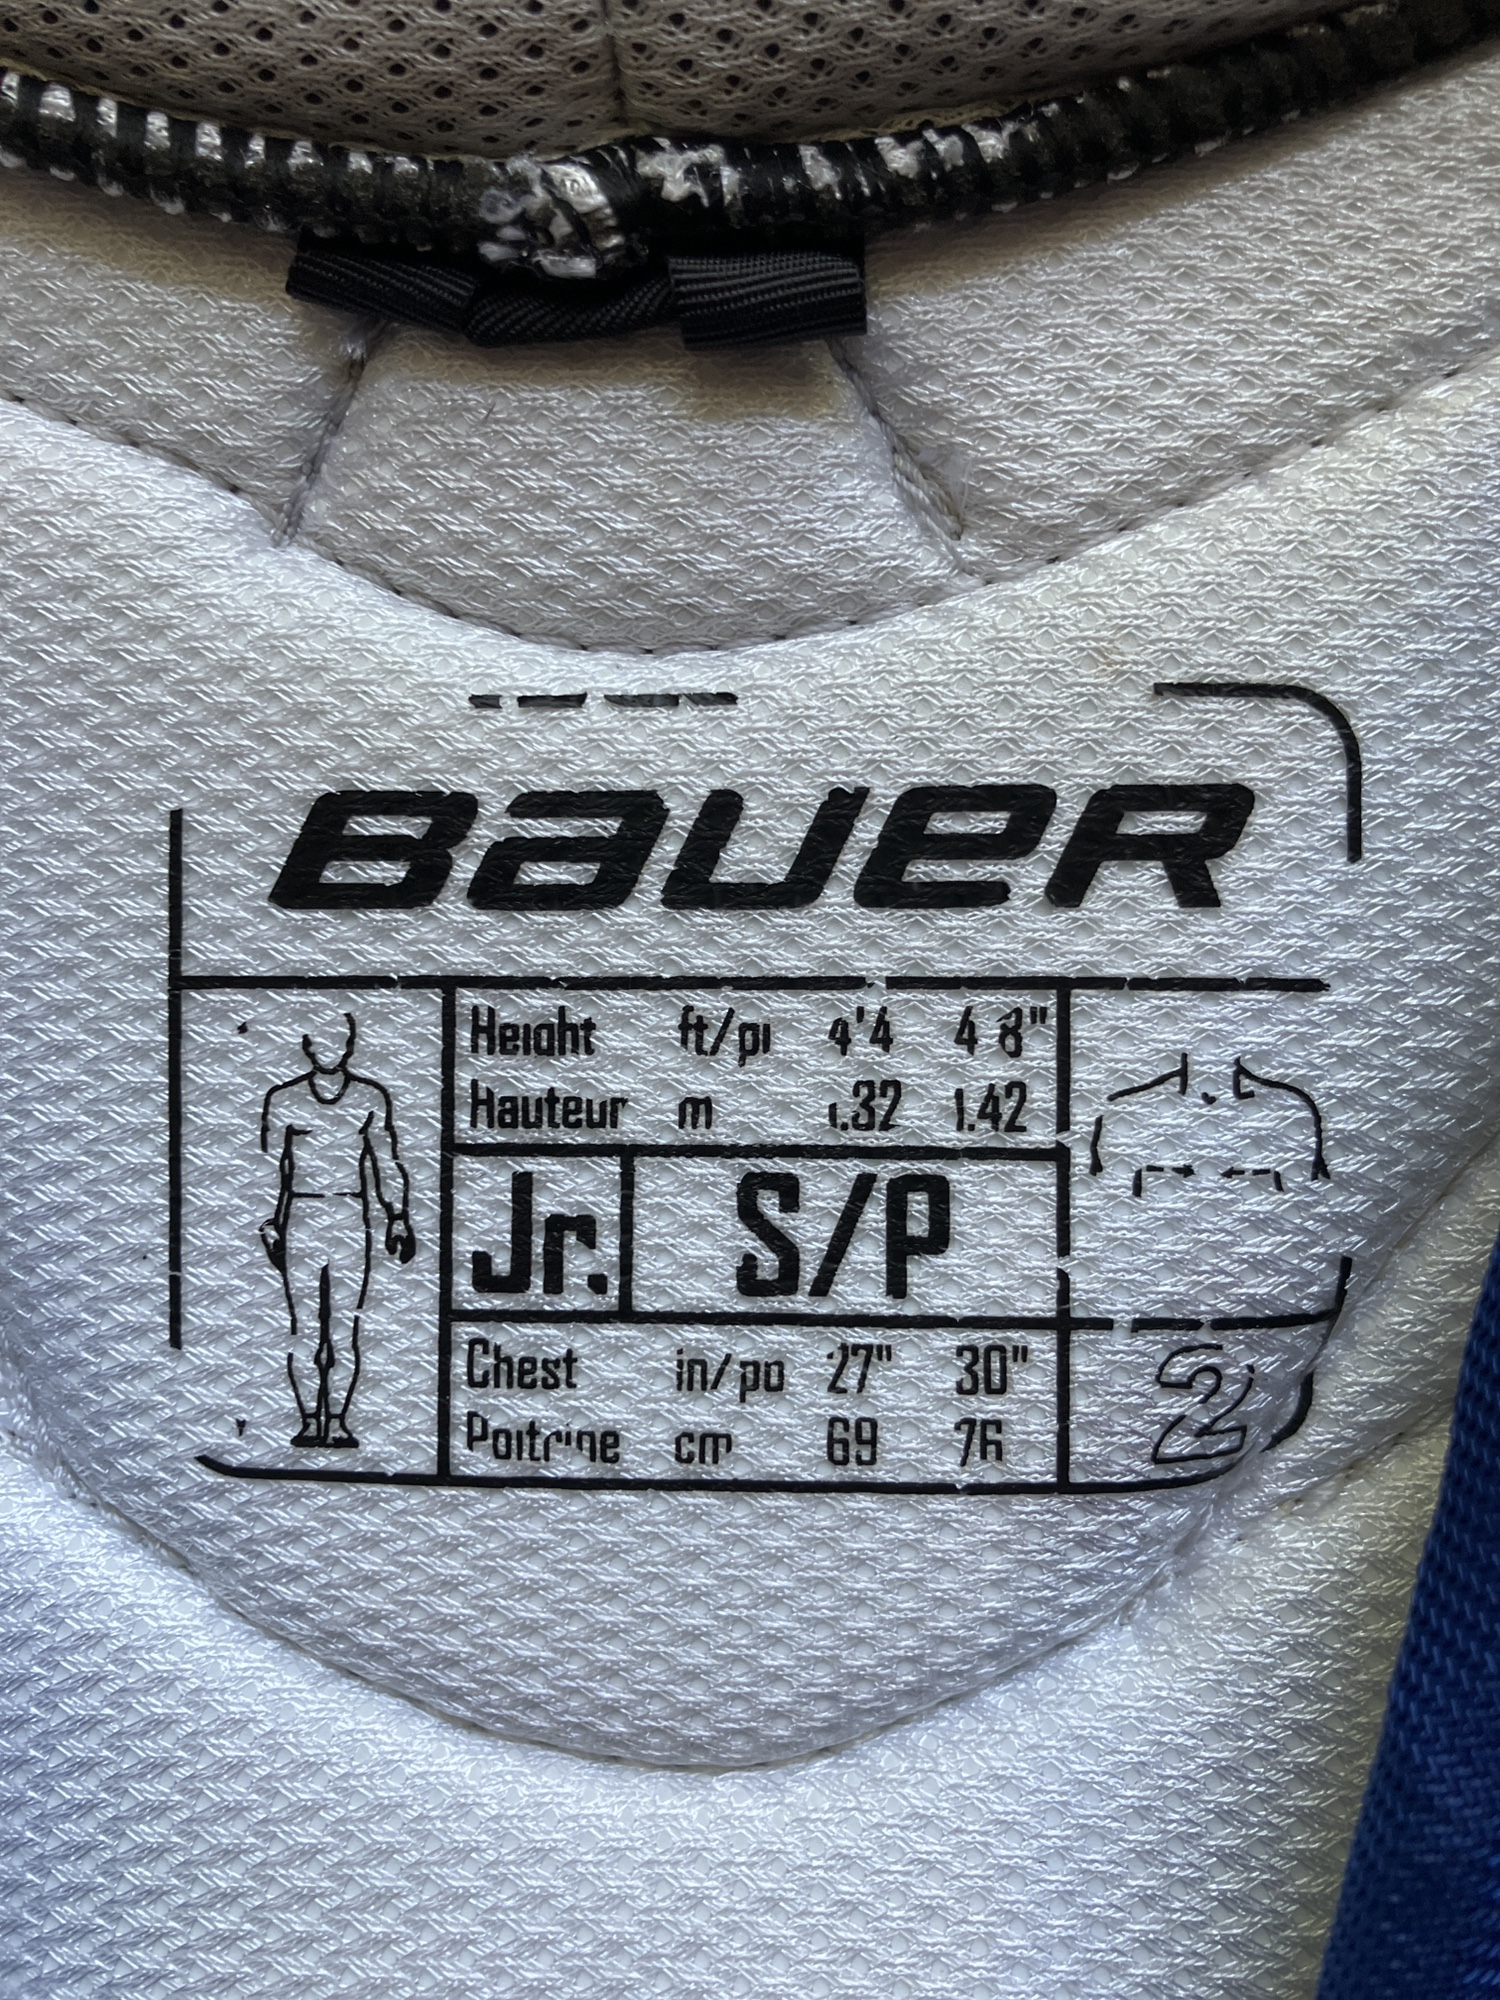 BAUER
Height ft/pi 4'4 4'8"
Hauteur m 1.32 1.42
Jr. S/P
Chest in/po 27" 30"
Poitrine cm 69 76
2